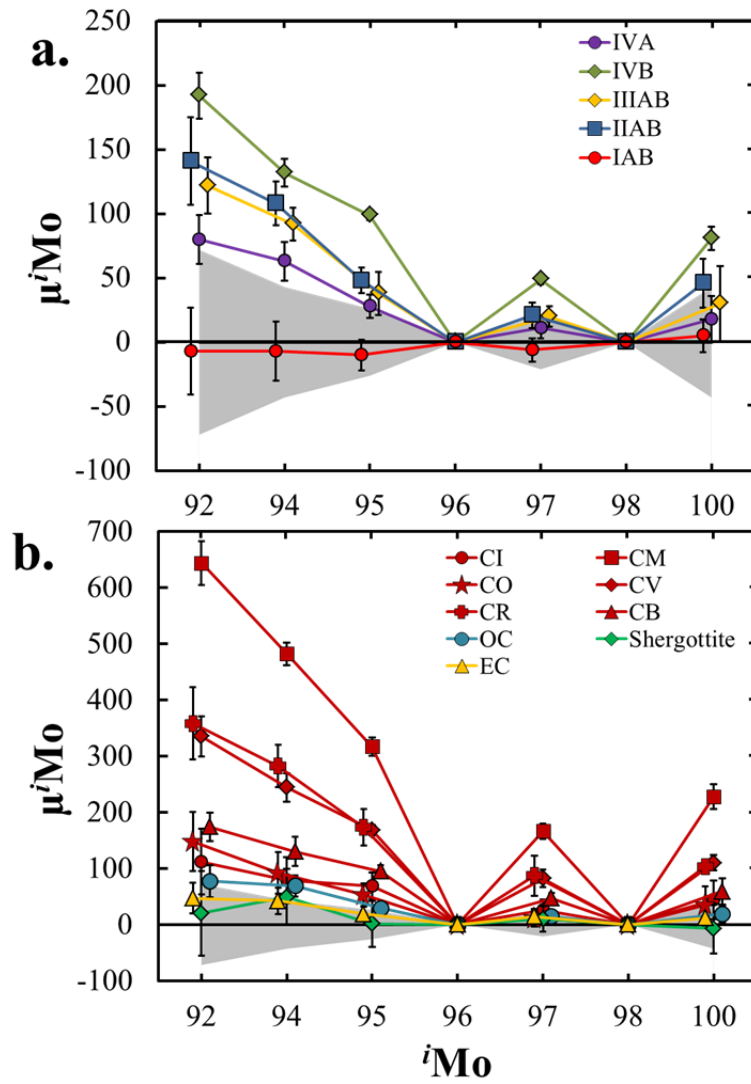 a.
250
200
150
100
50
0
-50
-100
μⁱMo
IVA
IVB
IIIAB
IIAB
IAB
92 94 95 96 97 98 100
b.
700
600
500
400
300
200
100
0
-100
μⁱMo
CI CM
CO CV
CR CB
OC Shergottite
EC
92 94 95 96 97 98 100
ⁱMo